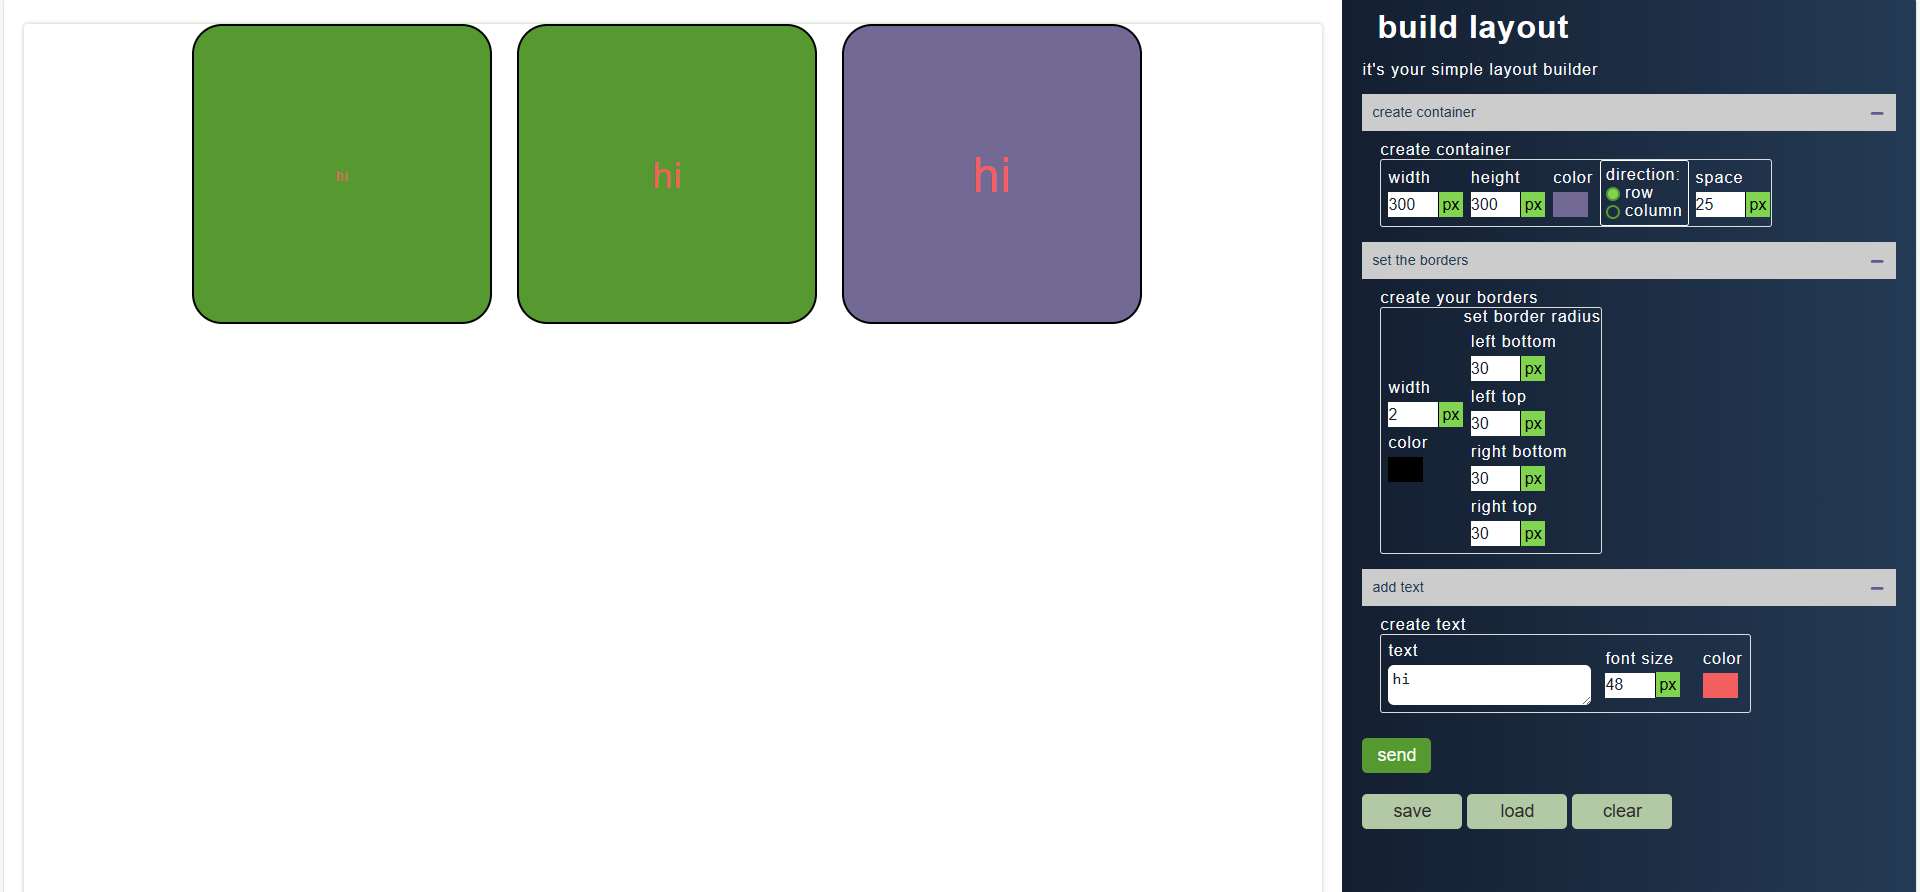 hi
hi
hi
build layout
it's your simple layout builder
create container
create container
width height color direction: space
300 px 300 px row 25 px
column
set the borders
create your borders
set border radius
left bottom
30 px
width
2 px
left top
30 px
color
right bottom
30 px
right top
30 px
add text
create text
text font size color
hi 48 px
send
save load clear